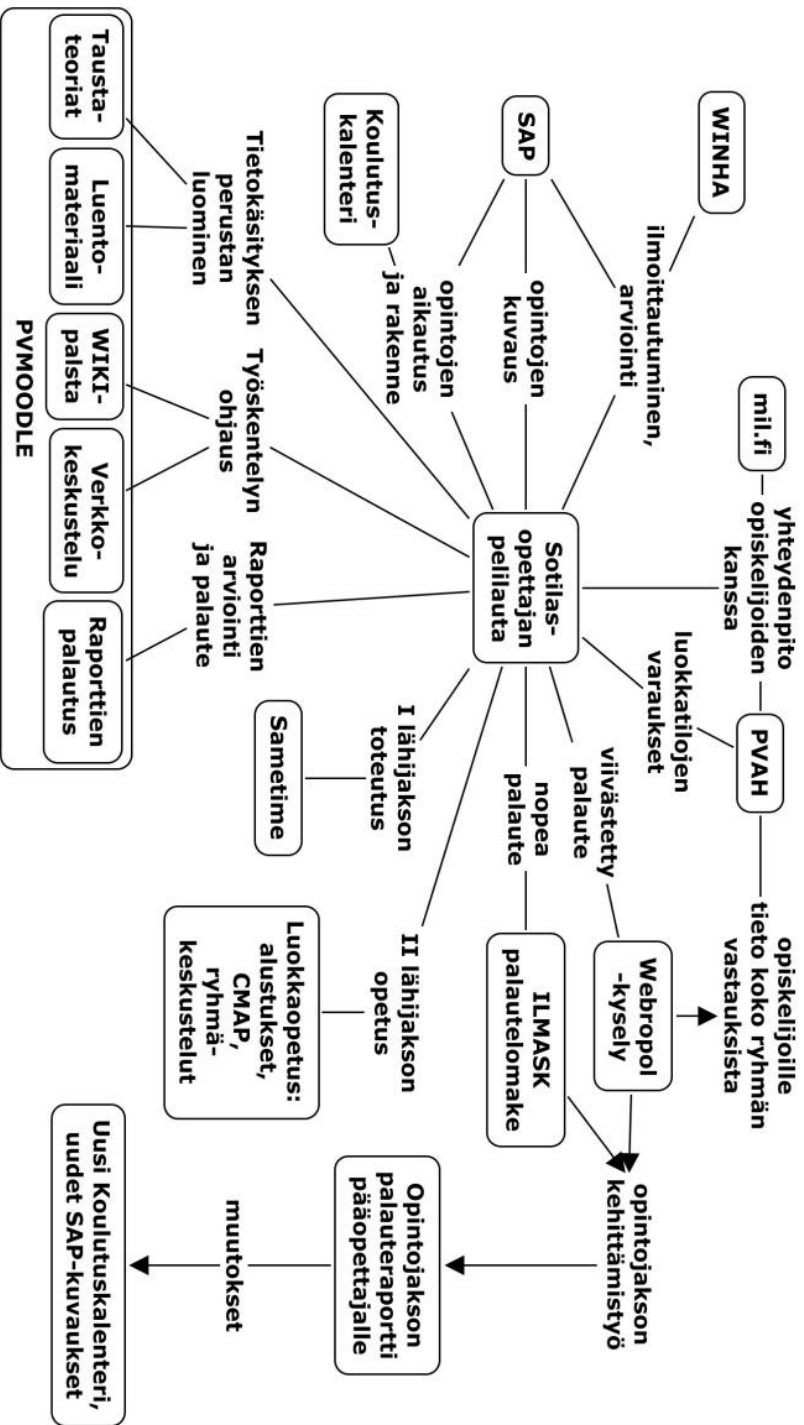 mil.fi
yhteydenpito
opiskelijoiden
kanssa
PVAH
opiskelijoille
tieto koko ryhmän
vastauksista
WINHA
ilmoittautuminen,
arviointi
luokkatilojen
varaukset
viivästetty
palaute
Webropol
-kysely
opintojakson
kehittämistyö
SAP
opintojen
kuvaus
Sotilas-
opettajan
pelilauta
nopea
palaute
ILMASK
palautelomake
Koulutus-
kalenteri
opintojen
aikautus
ja rakenne
I lähijakson
toteutus
II lähijakson
opetus
Opintojakson
palauteraportti
pääopettajalle
Tietokäsityksen
perustan
luominen
Työskentelyn
ohjaus
Raporttien
arviointi
ja palaute
Sametime
Luokkaopetus:
alustukset,
CMAP,
ryhmä-
keskustelut
muutokset
Tausta-
teoriat
Luento-
materiaali
WIKI-
palsta
Verkko-
keskustelu
Raporttien
palautus
PVMOODLE
Uusi Koulutuskalenteri,
uudet SAP-kuvaukset